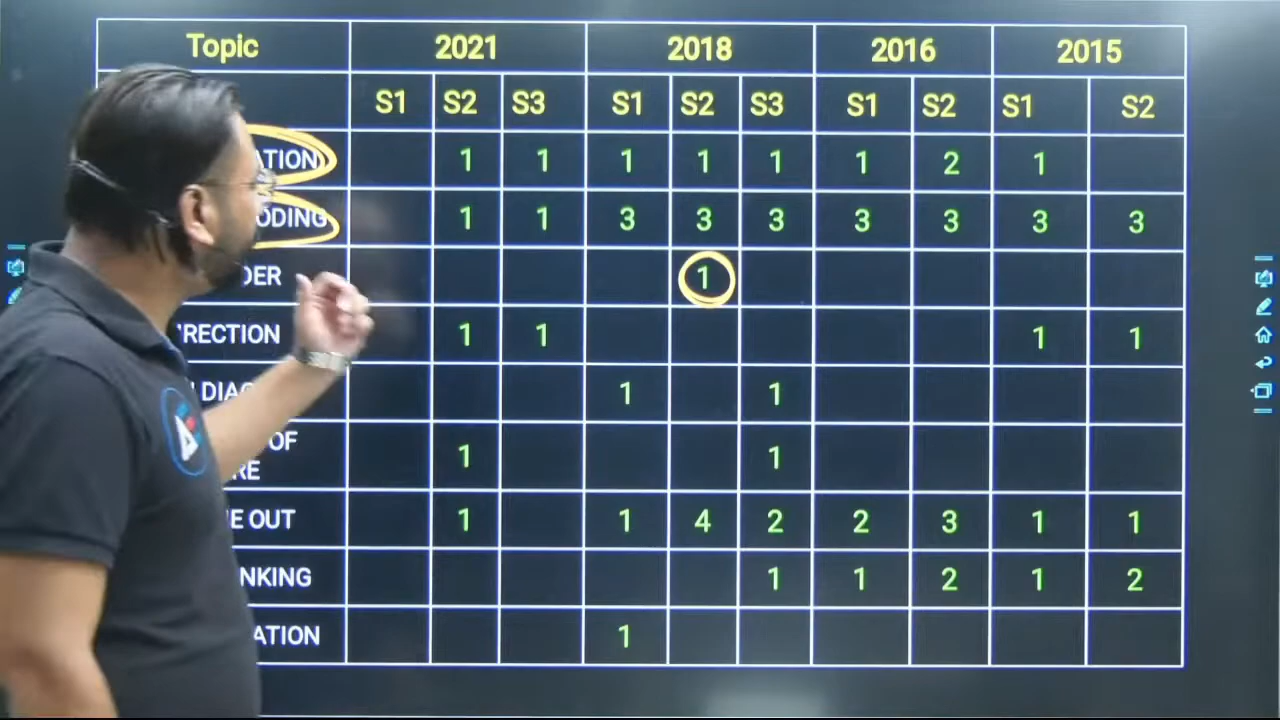 Topic 2021 2018 2016 2015
S1 S2 S3 S1 S2 S3 S1 S2 S1 S2
ATION 1 1 1 1 1 1 2 1
ODING 1 1 3 3 3 3 3 3 3
DER 1
RECTION 1 1 1 1
DIAG 1 1
OF
RE 1 1
E OUT 1 1 4 2 2 3 1 1
NKING 1 1 2 1 2
ATION 1